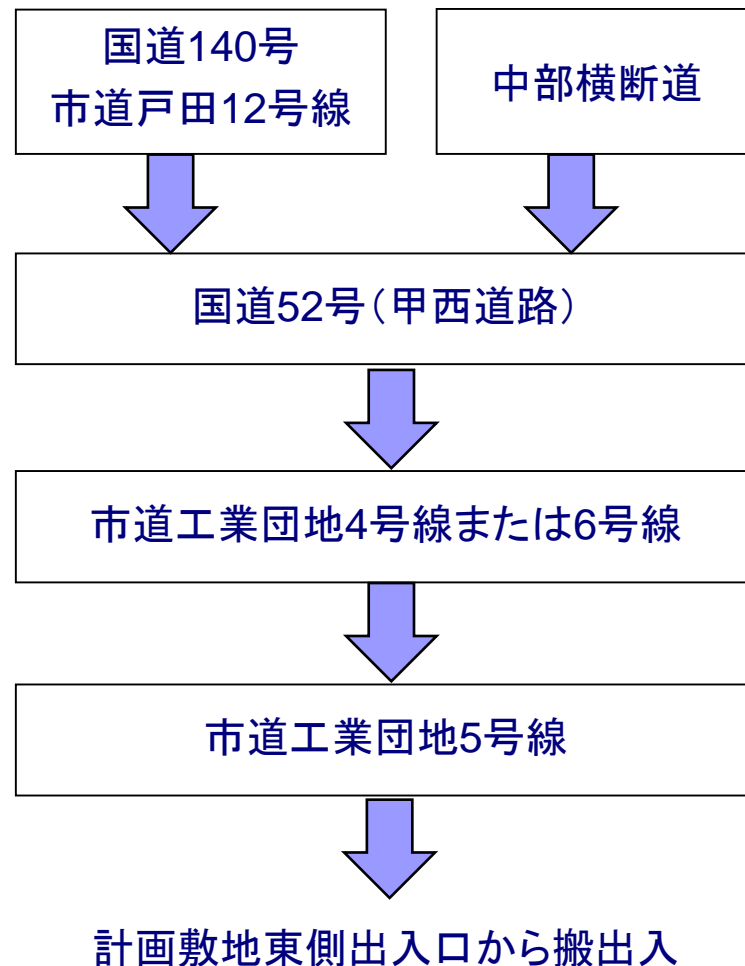 国道140号
市道戸田12号線
中部横断道
国道52号(甲西道路)
市道工業団地4号線または6号線
市道工業団地5号線
計画敷地東側出入口から搬出入